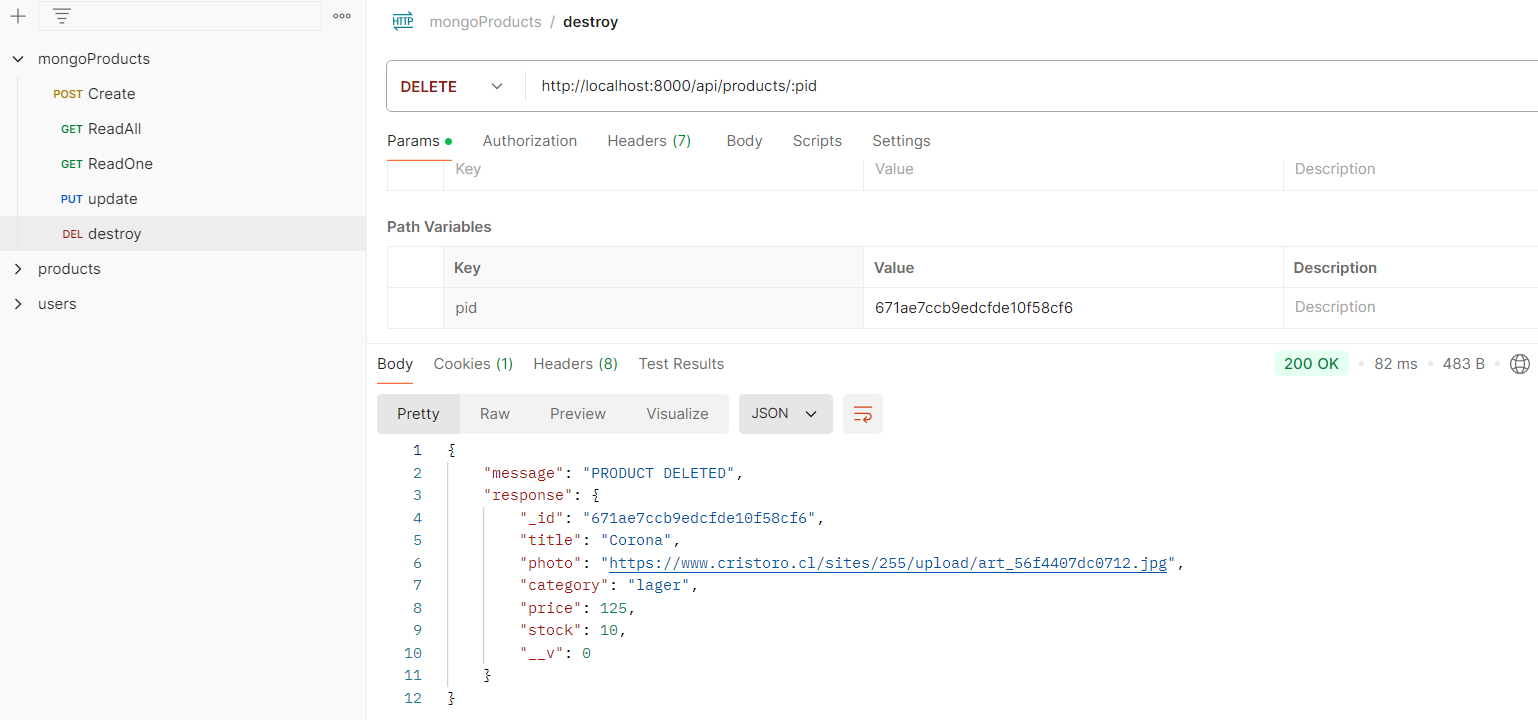 mongoProducts
POST Create
GET ReadAll
GET ReadOne
PUT update
DEL destroy
products
users
HTTP mongoProducts / destroy
DELETE http://localhost:8000/api/products/:pid
Params Authorization Headers (7) Body Scripts Settings
Key Value Description
Path Variables
Key Value Description
pid 671ae7ccb9edcfde10f58cf6 Description
Body Cookies (1) Headers (8) Test Results 200 OK 82 ms 483 B
Pretty Raw Preview Visualize JSON
1 {
2 "message": "PRODUCT DELETED",
3 "response": {
4 "_id": "671ae7ccb9edcfde10f58cf6",
5 "title": "Corona",
6 "photo": "https://www.cristoro.cl/sites/255/upload/art_56f4407dc0712.jpg",
7 "category": "lager",
8 "price": 125,
9 "stock": 10,
10 "__v": 0
11 }
12 }